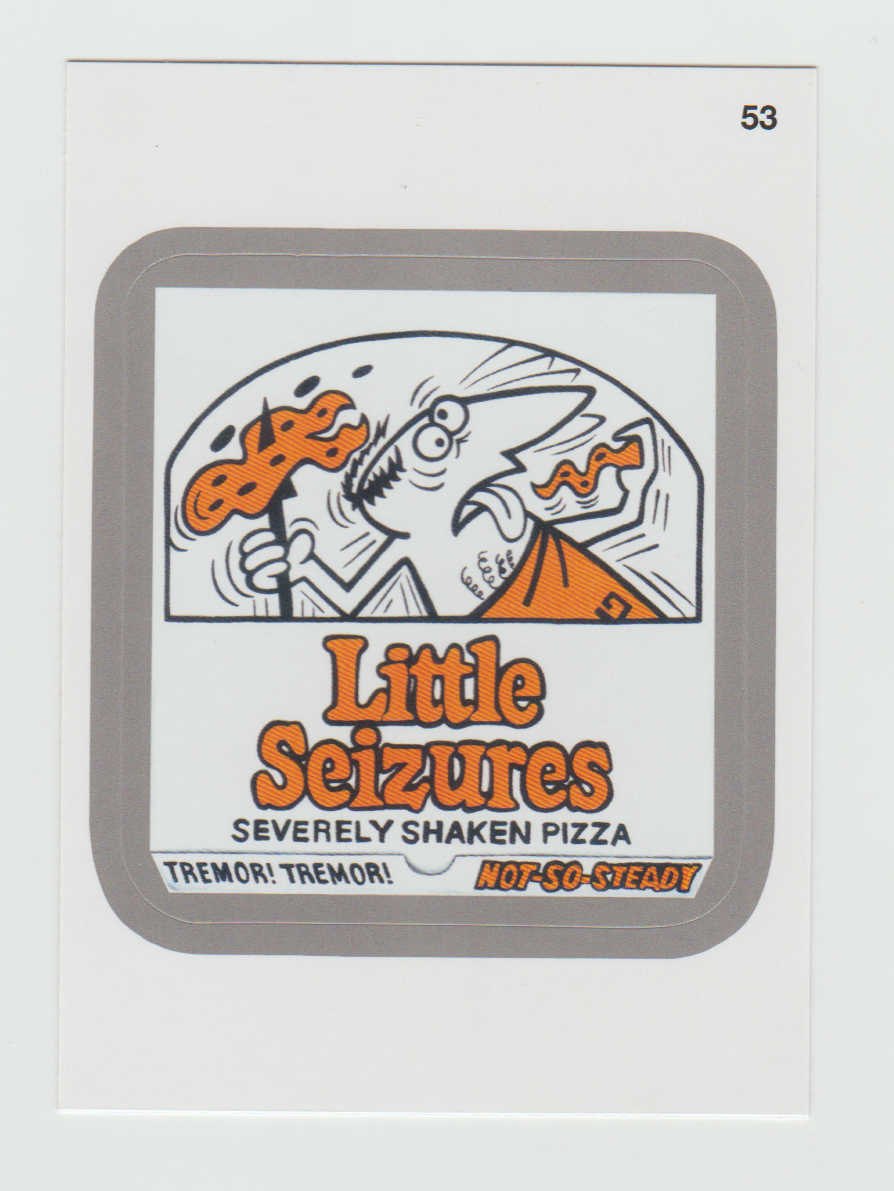 53
Little
Seizures
SEVERELY SHAKEN PIZZA
TREMOR! TREMOR! NOT-SO-STEADY